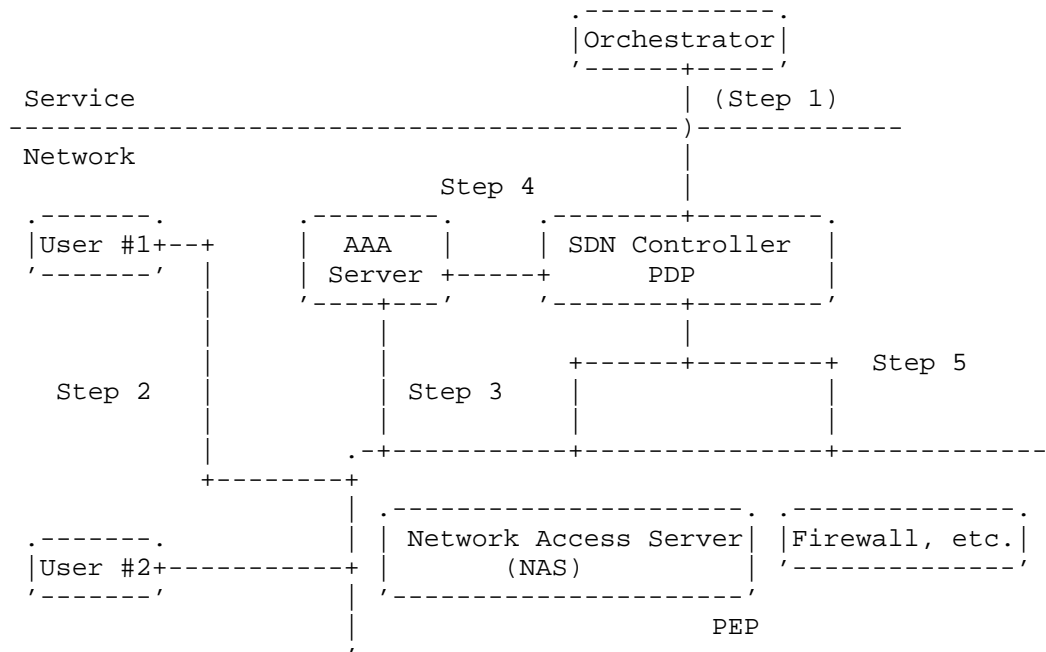 Orchestrator
Service (Step 1)
Network
Step 4
User #1 AAA SDN Controller
Server PDP
Step 5
Step 2 Step 3
Network Access Server Firewall, etc.
User #2 (NAS)
PEP